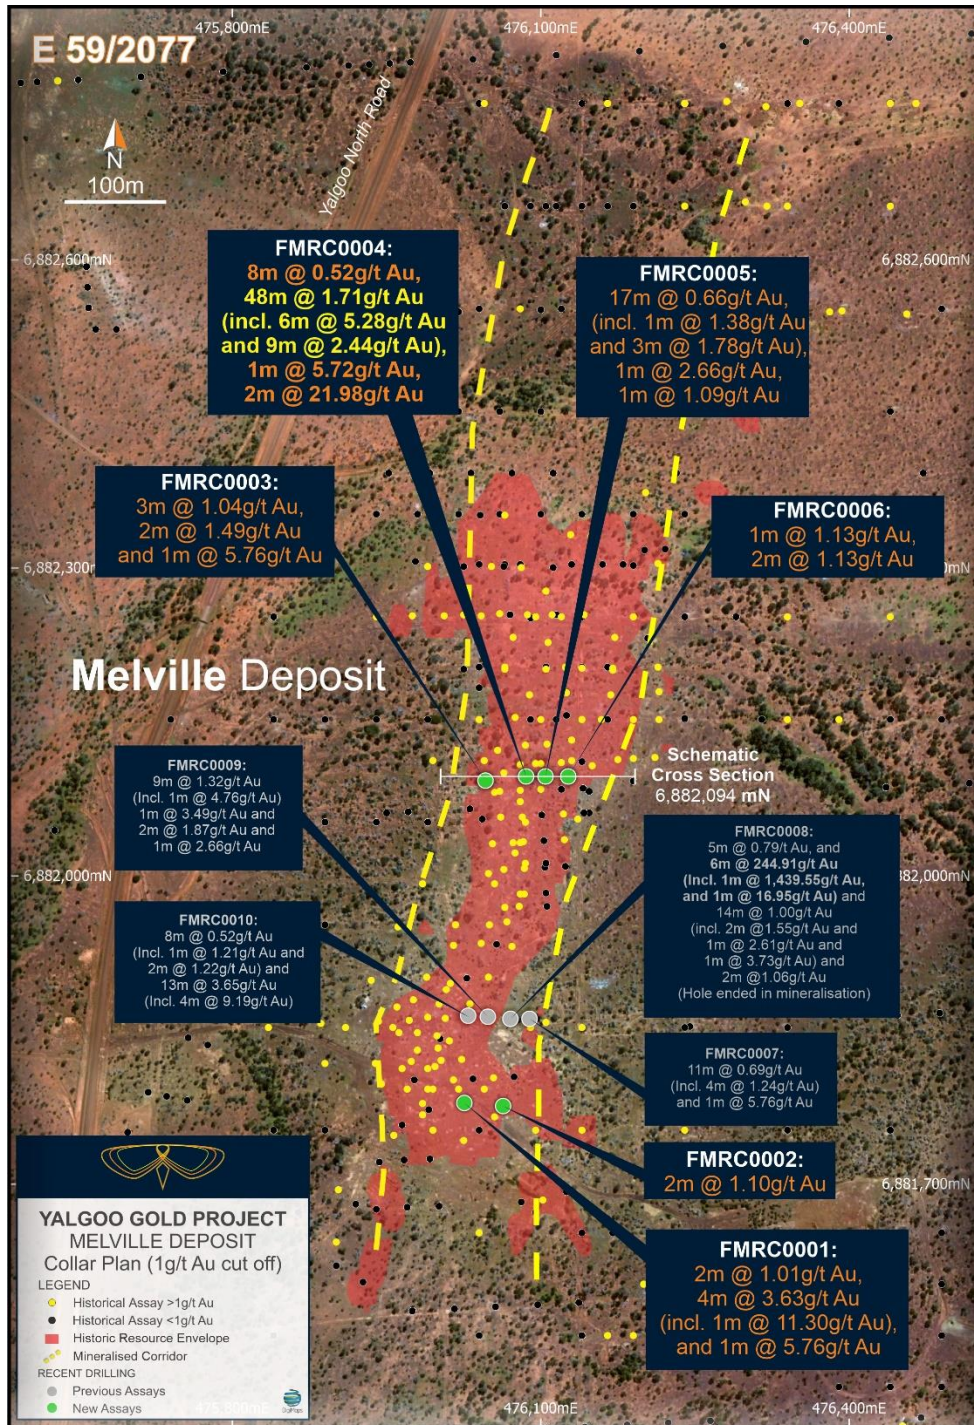 475,800mE
476,100mE
476,400mE
E 59/2077
N
100m
Yalgoo North Road
6,882,600mN
6,882,600mN
FMRC0004:
8m @ 0.52g/t Au,
48m @ 1.71g/t Au
(incl. 6m @ 5.28g/t Au
and 9m @ 2.44g/t Au),
1m @ 5.72g/t Au,
2m @ 21.98g/t Au
FMRC0005:
17m @ 0.66g/t Au,
(incl. 1m @ 1.38g/t Au
and 3m @ 1.78g/t Au),
1m @ 2.66g/t Au,
1m @ 1.09g/t Au
FMRC0003:
3m @ 1.04g/t Au,
2m @ 1.49g/t Au
and 1m @ 5.76g/t Au
FMRC0006:
1m @ 1.13g/t Au,
2m @ 1.13g/t Au
6,882,300mN
Melville Deposit
Schematic
Cross Section
6,882,094 mN
FMRC0009:
9m @ 1.32g/t Au
(Incl. 1m @ 4.76g/t Au)
1m @ 3.49g/t Au and
2m @ 1.87g/t Au and
1m @ 2.66g/t Au
FMRC0008:
5m @ 0.79/t Au, and
6m @ 244.91g/t Au
(Incl. 1m @ 1,439.55g/t Au,
and 1m @ 16.95g/t Au) and
14m @ 1.00g/t Au
(incl. 2m @1.55g/t Au and
1m @ 2.61g/t Au and
1m @ 3.73g/t Au) and
2m @1.06g/t Au
(Hole ended in mineralisation)
6,882,000mN
82,000mN
FMRC0010:
8m @ 0.52g/t Au
(Incl. 1m @ 1.21g/t Au and
2m @ 1.22g/t Au) and
13m @ 3.65g/t Au
(Incl. 4m @ 9.19g/t Au)
FMRC0007:
11m @ 0.69g/t Au
(Incl. 4m @ 1.24g/t Au)
and 1m @ 5.76g/t Au
FMRC0002:
2m @ 1.10g/t Au
6,881,700mN
FMRC0001:
2m @ 1.01g/t Au,
4m @ 3.63g/t Au
(incl. 1m @ 11.30g/t Au),
and 1m @ 5.76g/t Au
YALGOO GOLD PROJECT
MELVILLE DEPOSIT
Collar Plan (1g/t Au cut off)
LEGEND
Historical Assay >1g/t Au
Historical Assay <1g/t Au
Historic Resource Envelope
Mineralised Corridor
RECENT DRILLING
Previous Assays
New Assays
476,100mE
476,400mE